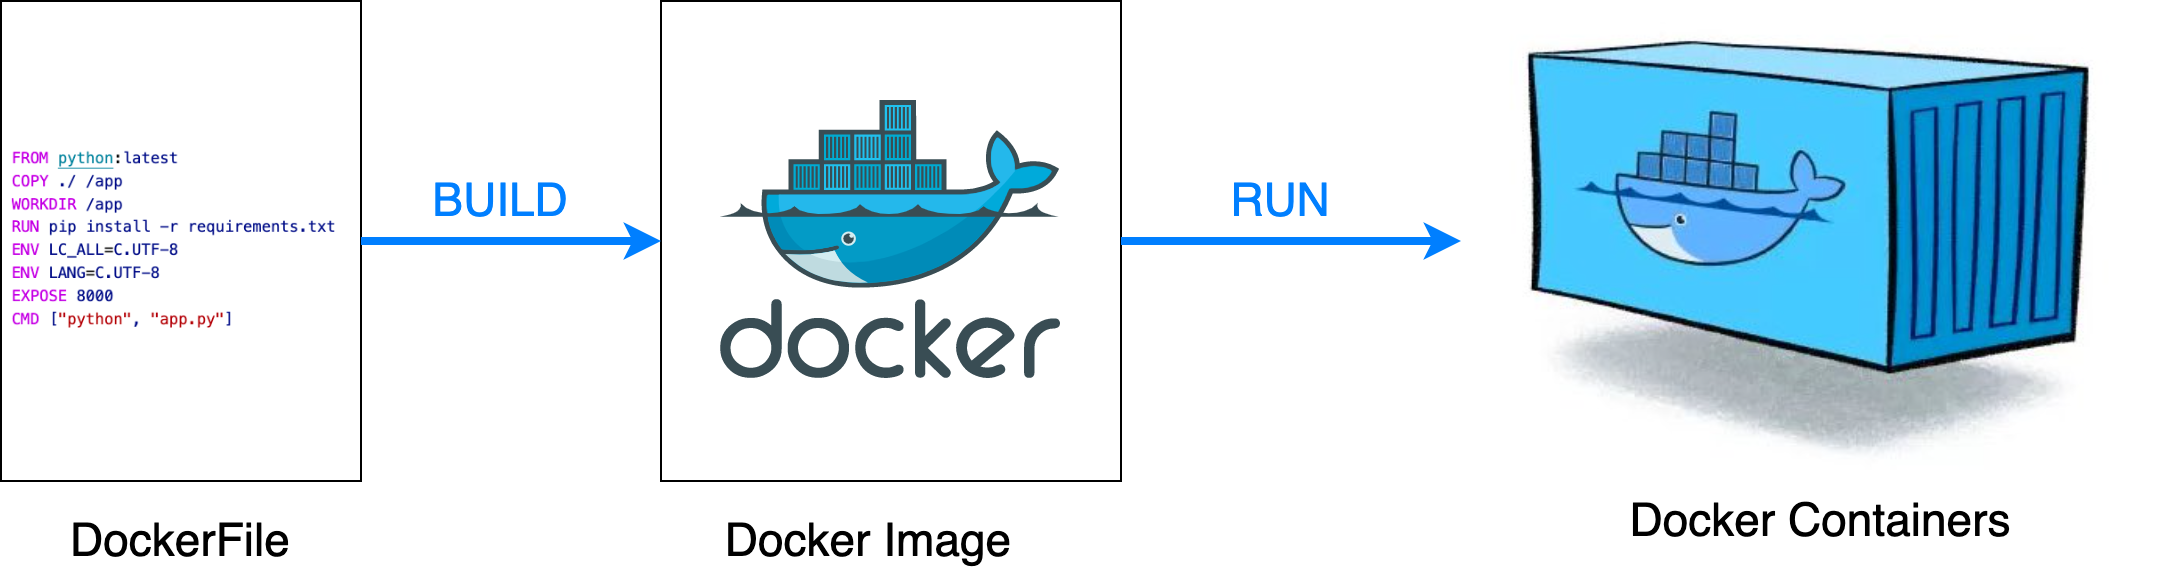 FROM python:latest
COPY ./ /app
WORKDIR /app
RUN pip install -r requirements.txt
ENV LC_ALL=C.UTF-8
ENV LANG=C.UTF-8
EXPOSE 8000
CMD ["python", "app.py"]
DockerFile
BUILD
docker
Docker Image
RUN
Docker Containers